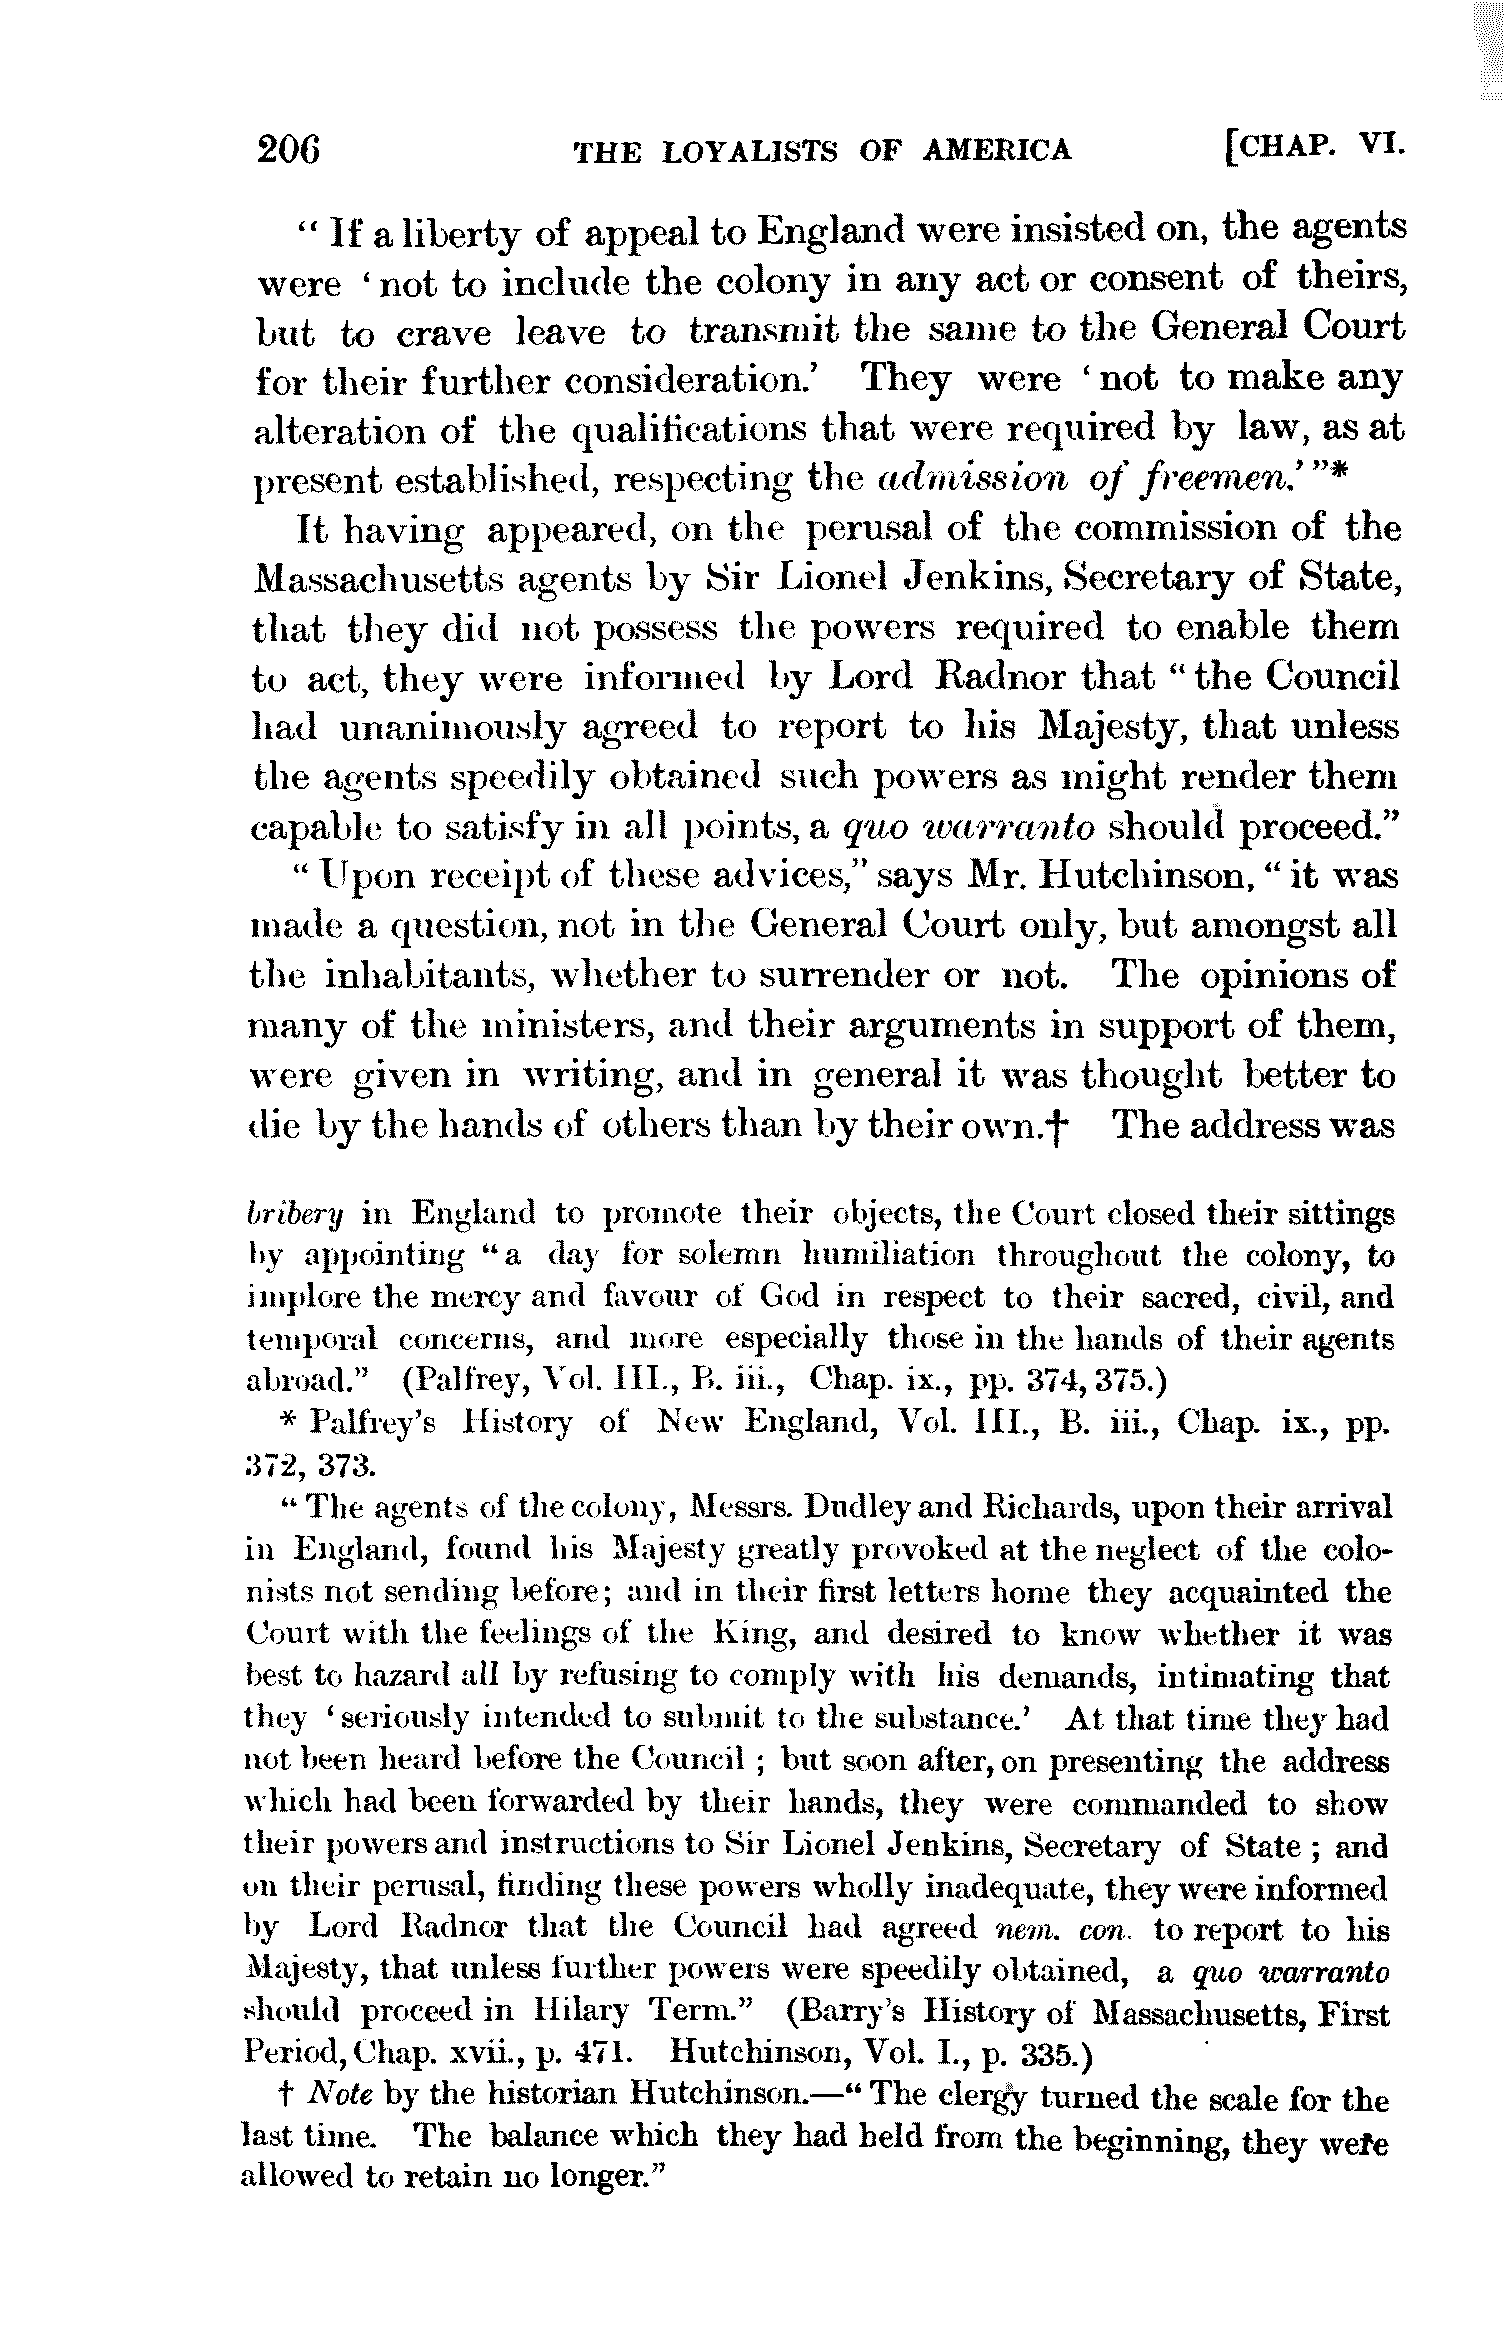 206 THE LOYALISTS OF AMERICA [CHAP. VI.
“ If a liberty of appeal to England were insisted on, the agents
were ‘ not to include the colony in any act or consent of theirs,
but to crave leave to transmit the same to the General Court
for their further consideration.’ They were ‘ not to make any
alteration of the qualifications that were required by law, as at
present established, respecting the admission of freemen.’ ”*
It having appeared, on the perusal of the commission of the
Massachusetts agents by Sir Lionel Jenkins, Secretary of State,
that they did not possess the powers required to enable them
to act, they were informed by Lord Radnor that “ the Council
had unanimously agreed to report to his Majesty, that unless
the agents speedily obtained such powers as might render them
capable to satisfy in all points, a quo warranto should proceed.”
“ Upon receipt of these advices,” says Mr. Hutchinson, “ it was
made a question, not in the General Court only, but amongst all
the inhabitants, whether to surrender or not. The opinions of
many of the ministers, and their arguments in support of them,
were given in writing, and in general it was thought better to
die by the hands of others than by their own.† The address was
bribery in England to promote their objects, the Court closed their sittings
by appointing “ a day for solemn humiliation throughout the colony, to
implore the mercy and favour of God in respect to their sacred, civil, and
temporal concerns, and more especially those in the hands of their agents
abroad.” (Palfrey, Vol. III., B. iii., Chap. ix., pp. 374, 375.)
* Palfrey’s History of New England, Vol. III., B. iii., Chap. ix., pp.
372, 373.
“ The agents of the colony, Messrs. Dudley and Richards, upon their arrival
in England, found his Majesty greatly provoked at the neglect of the colo-
nists not sending before; and in their first letters home they acquainted the
Court with the feelings of the King, and desired to know whether it was
best to hazard all by refusing to comply with his demands, intimating that
they ‘ seriously intended to submit to the substance.’ At that time they had
not been heard before the Council ; but soon after, on presenting the address
which had been forwarded by their hands, they were commanded to show
their powers and instructions to Sir Lionel Jenkins, Secretary of State ; and
on their perusal, finding these powers wholly inadequate, they were informed
by Lord Radnor that the Council had agreed nem. con. to report to his
Majesty, that unless further powers were speedily obtained, a quo warranto
should proceed in Hilary Term.” (Barry’s History of Massachusetts, First
Period, Chap. xvii., p. 471. Hutchinson, Vol. I., p. 335.)
† Note by the historian Hutchinson.—“ The clergy turned the scale for the
last time. The balance which they had held from the beginning, they were
allowed to retain no longer.”